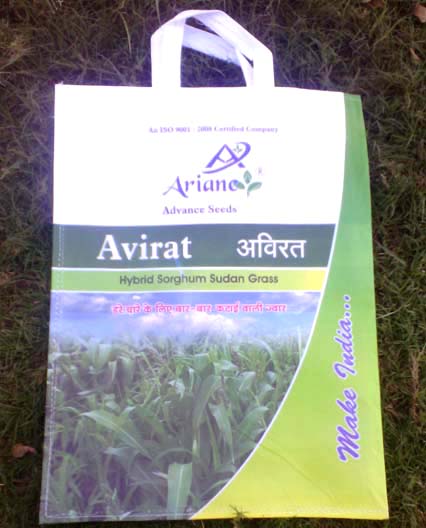 An ISO 9001 : 2008 Certified Company
Ariane ®
Advance Seeds
Avirat अविरत
Hybrid Sorghum Sudan Grass
हरे चारे के लिए बार-बार कटाई वाली ज्वार
Make India...